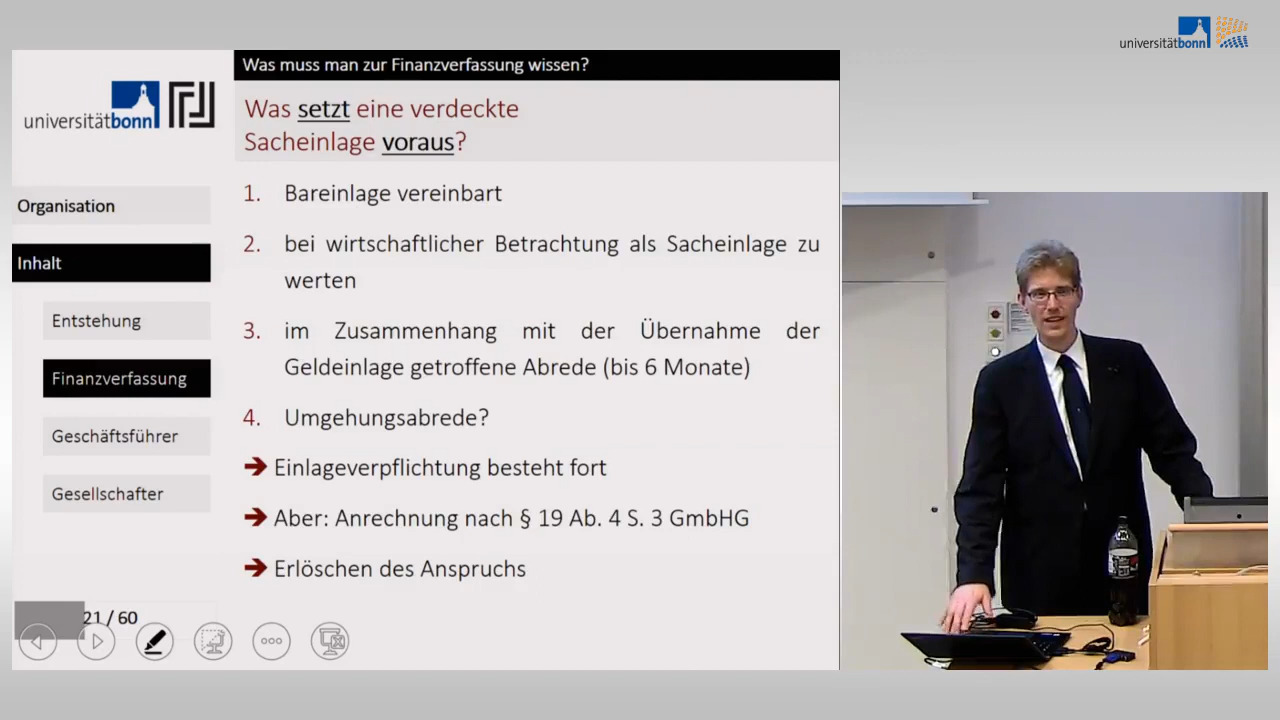 universitätbonn
Was muss man zur Finanzverfassung wissen?
universitätbonn
Was setzt eine verdeckte
Sacheinlage voraus?
Organisation
Inhalt
Entstehung
Finanzverfassung
Geschäftsführer
Gesellschafter
1. Bareinlage vereinbart
2. bei wirtschaftlicher Betrachtung als Sacheinlage zu
werten
3. im Zusammenhang mit der Übernahme der
Geldeinlage getroffene Abrede (bis 6 Monate)
4. Umgehungsabrede?
➔ Einlageverpflichtung besteht fort
➔ Aber: Anrechnung nach § 19 Ab. 4 S. 3 GmbHG
➔ Erlöschen des Anspruchs
21 / 60